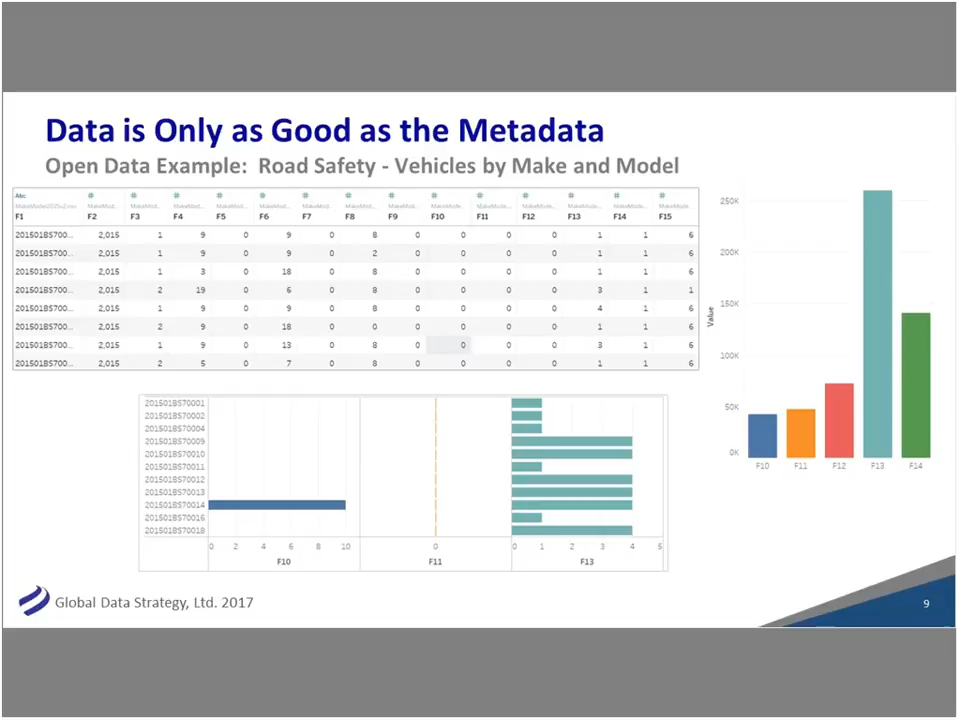 Data is Only as Good as the Metadata
Open Data Example: Road Safety - Vehicles by Make and Model
Abc # # # # # # # # # # # # # #
F1 F2 F3 F4 F5 F6 F7 F8 F9 F10 F11 F12 F13 F14 F15
201501BS700... 2,015 1 9 0 9 0 8 0 0 0 0 1 1 6
201501BS700... 2,015 1 9 0 9 0 2 0 0 0 0 1 1 6
201501BS700... 2,015 1 3 0 18 0 8 0 0 0 0 1 1 6
201501BS700... 2,015 2 19 0 6 0 8 0 0 0 0 3 1 1
201501BS700... 2,015 1 9 0 9 0 8 0 0 0 0 4 1 6
201501BS700... 2,015 2 9 0 18 0 0 0 0 0 0 1 1 6
201501BS700... 2,015 1 9 0 13 0 8 0 0 0 0 3 1 6
201501BS700... 2,015 2 5 0 7 0 8 0 0 0 0 1 1 6
250K
200K
150K
100K
50K
0K
Value
F10 F11 F12 F13 F14
201501BS70001
201501BS70002
201501BS70004
201501BS70009
201501BS70010
201501BS70011
201501BS70012
201501BS70013
201501BS70014
201501BS70016
201501BS70018
0 2 4 6 8 10 0 0 1 2 3 4 5
F10 F11 F13
Global Data Strategy, Ltd. 2017
9